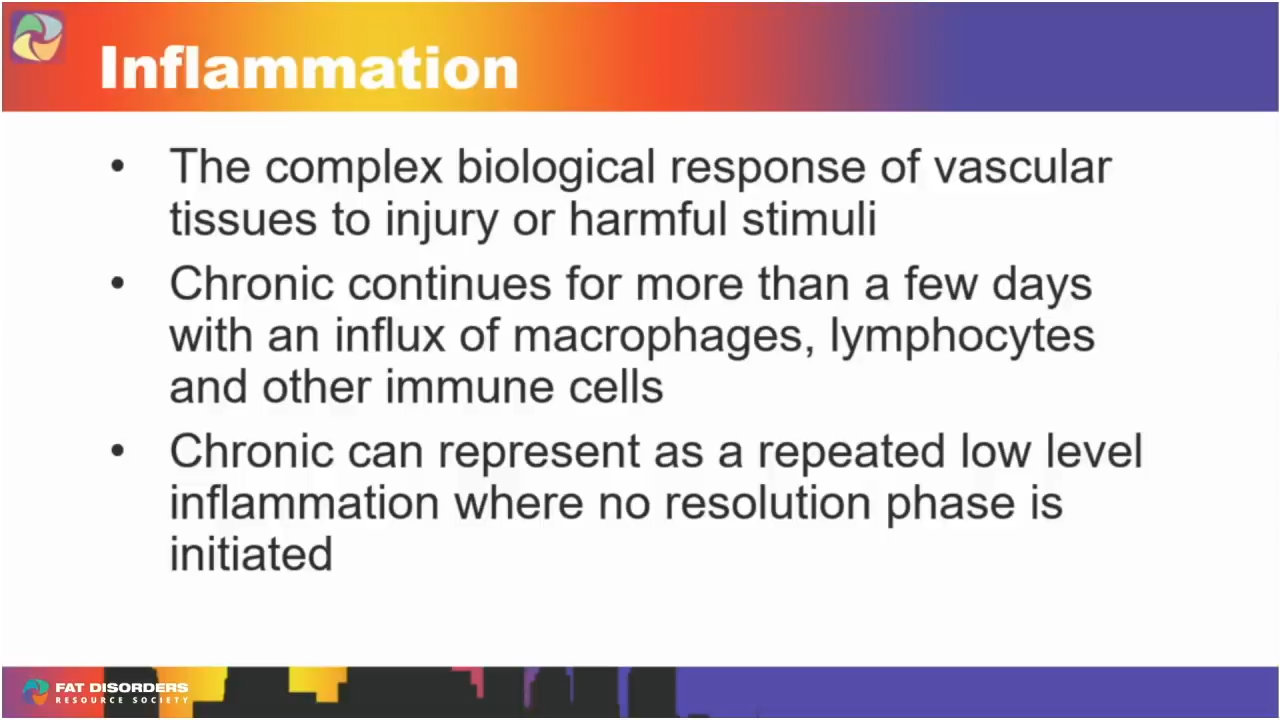 Inflammation
• The complex biological response of vascular
tissues to injury or harmful stimuli
• Chronic continues for more than a few days
with an influx of macrophages, lymphocytes
and other immune cells
• Chronic can represent as a repeated low level
inflammation where no resolution phase is
initiated
FAT DISORDERS
RESOURCE SOCIETY